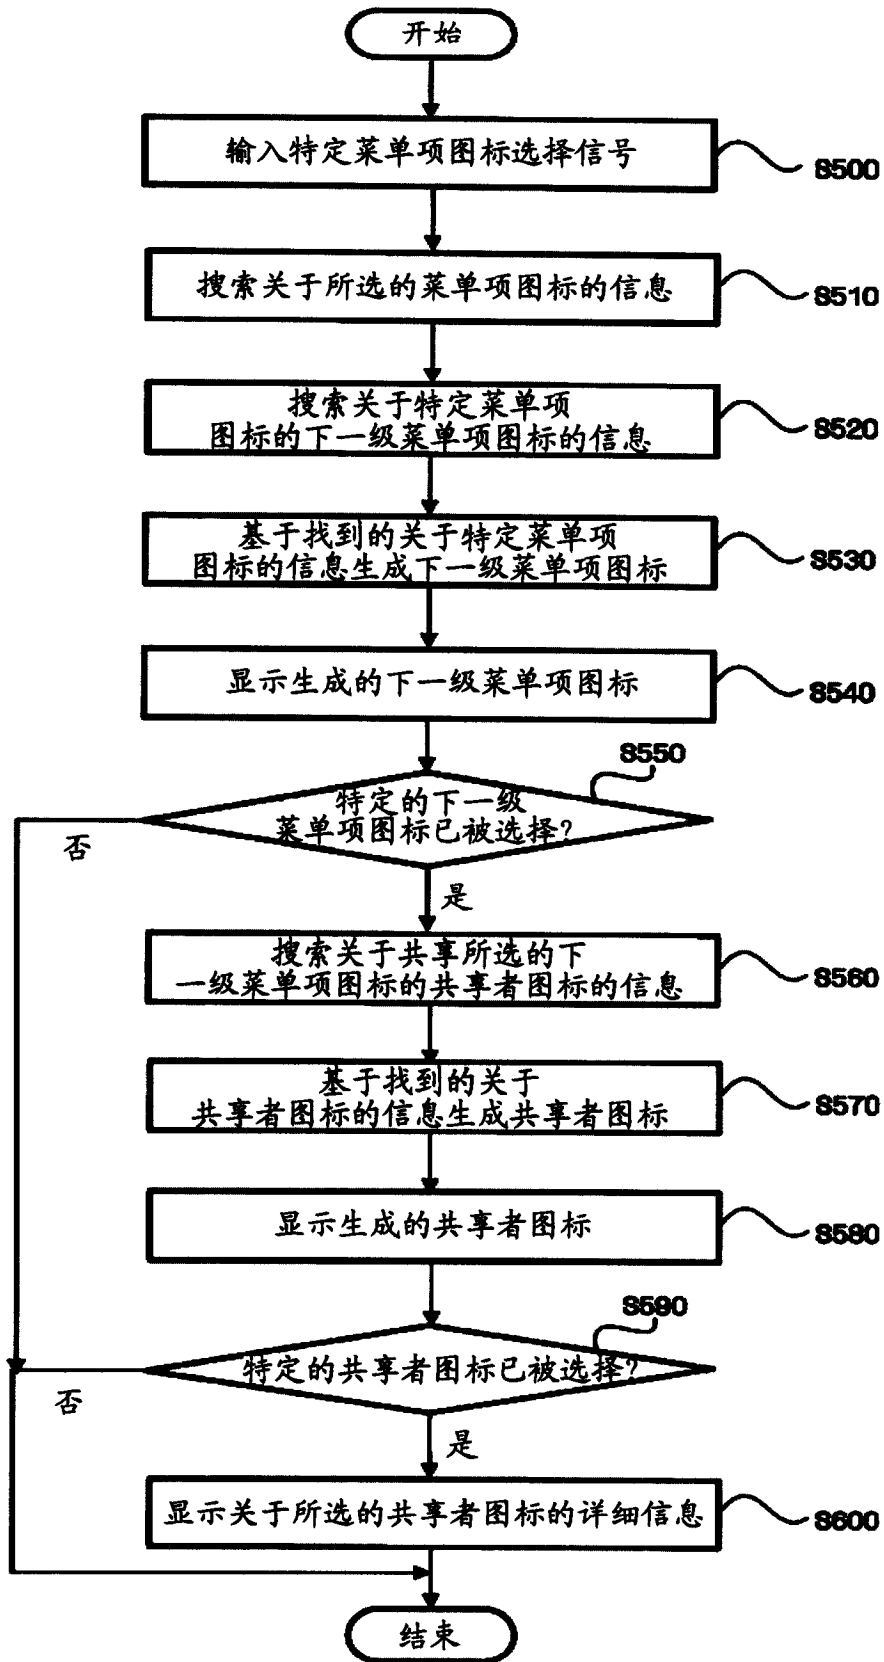 开始
输入特定菜单项图标选择信号
S500
搜索关于所选的菜单项图标的信息
S510
搜索关于特定菜单项
图标的下一级菜单项图标的信息
S520
基于找到的关于特定菜单项
图标的信息生成下一级菜单项图标
S530
显示生成的下一级菜单项图标
S540
S550
特定的下一级
菜单项图标已被选择?
否
是
搜索关于共享所选的下
一级菜单项图标的共享者图标的信息
S560
基于找到的关于
共享者图标的信息生成共享者图标
S570
显示生成的共享者图标
S580
S590
特定的共享者图标已被选择?
否
是
显示关于所选的共享者图标的详细信息
S600
结束